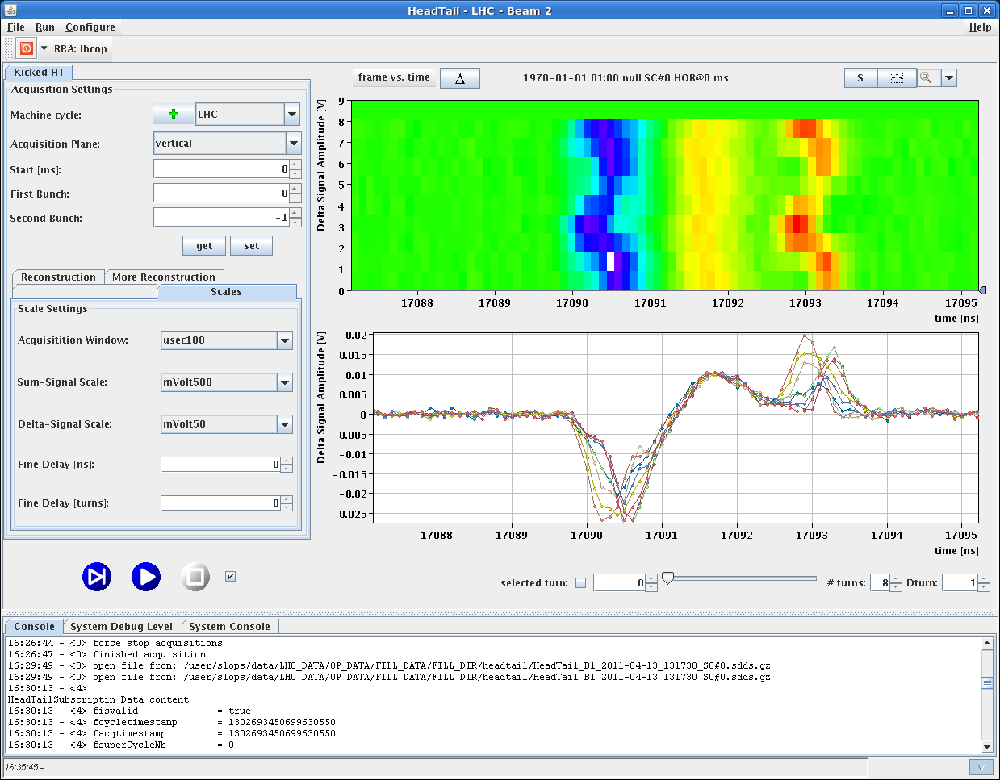 HeadTail - LHC - Beam 2
File Run Configure Help
RBA: lhcop
Kicked HT
Acquisition Settings
Machine cycle: LHC
Acquisition Plane: vertical
Start [ms]: 0
First Bunch: 0
Second Bunch: -1
get set
Reconstruction More Reconstruction
Scales
Scale Settings
Acquisitition Window: usec100
Sum-Signal Scale: mVolt500
Delta-Signal Scale: mVolt50
Fine Delay [ns]: 0
Fine Delay [turns]: 0
frame vs. time Δ 1970-01-01 01:00 null SC#0 HOR@0 ms S
Delta Signal Amplitude [V]
9
8
7
6
5
4
3
2
1
0
17088 17089 17090 17091 17092 17093 17094 17095
time [ns]
Delta Signal Amplitude [V]
0.02
0.015
0.01
0.005
0
-0.005
-0.01
-0.015
-0.02
-0.025
17088 17089 17090 17091 17092 17093 17094 17095
time [ns]
selected turn: 0 # turns: 8 Dturn: 1
Console System Debug Level System Console
16:26:44 - <0> force stop acquisitions
16:26:47 - <0> finished acquisition
16:29:49 - <0> open file from: /user/slops/data/LHC_DATA/OP_DATA/FILL_DATA/FILL_DIR/headtail/HeadTail_B1_2011-04-13_131730_SC#0.sdds.gz
16:29:49 - <0> open file from: /user/slops/data/LHC_DATA/OP_DATA/FILL_DATA/FILL_DIR/headtail/HeadTail_B1_2011-04-13_131730_SC#0.sdds.gz
16:30:13 - <4>
HeadTailSubscriptin Data content
16:30:13 - <4> fisvalid = true
16:30:13 - <4> fcycletimestamp = 1302693450699630550
16:30:13 - <4> facqtimestamp = 1302693450699630550
16:30:13 - <4> fsuperCycleNb = 0
16:35:45 -